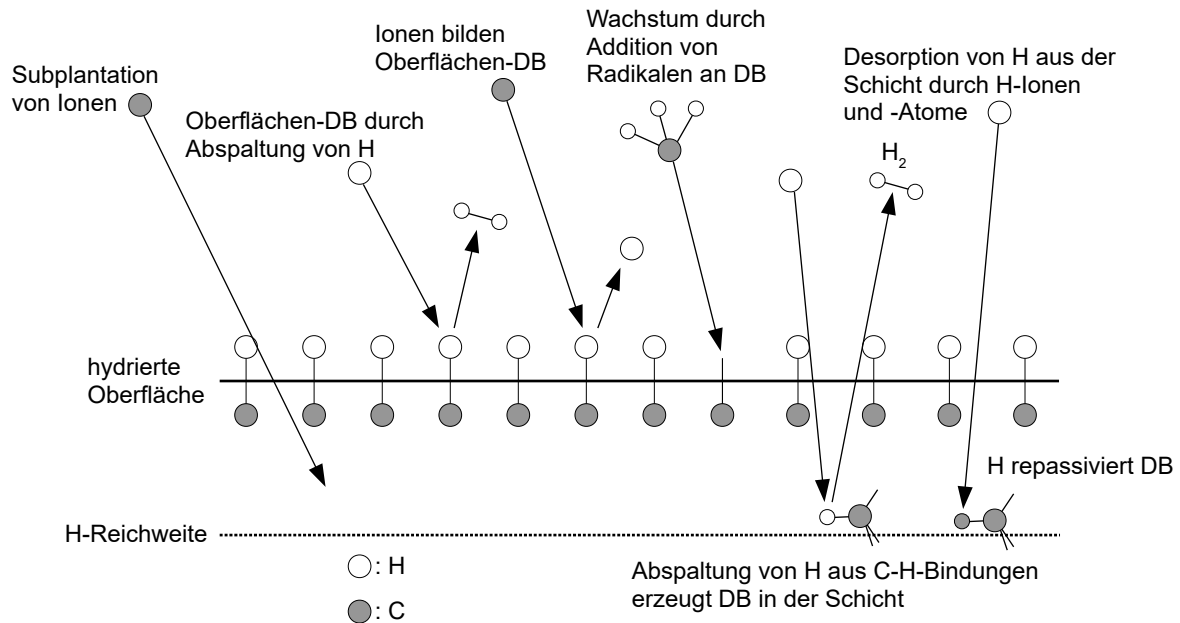 Subplantation
von Ionen
Oberflächen-DB durch
Abspaltung von H
Ionen bilden
Oberflächen-DB
Wachstum durch
Addition von
Radikalen an DB
Desorption von H aus der
Schicht durch H-Ionen
und -Atome
H2
hydrierte
Oberfläche
H repassiviert DB
H-Reichweite
: H
: C
Abspaltung von H aus C-H-Bindungen
erzeugt DB in der Schicht